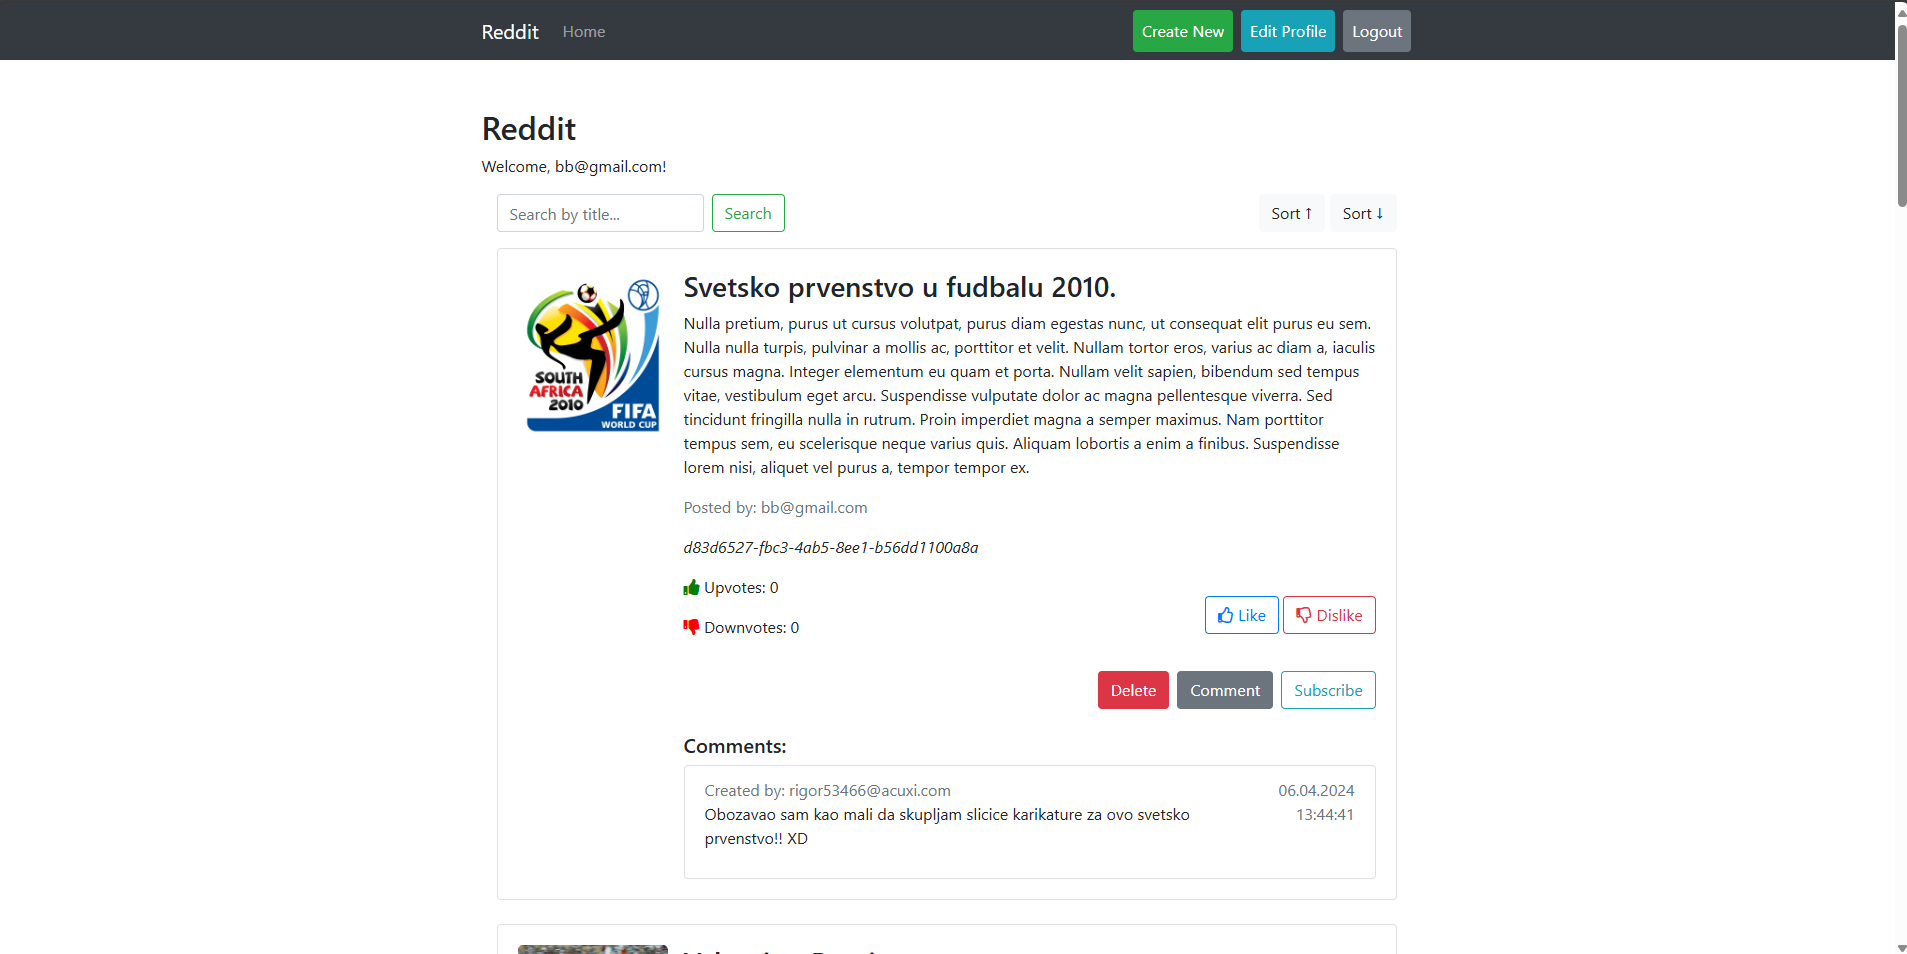 Reddit Home Create New Edit Profile Logout
Reddit
Welcome, bb@gmail.com!
Search by title... Search Sort ↑ Sort ↓
SOUTH
AFRICA
2010
FIFA
WORLD CUP
Svetsko prvenstvo u fudbalu 2010.
Nulla pretium, purus ut cursus volutpat, purus diam egestas nunc, ut consequat elit purus eu sem.
Nulla nulla turpis, pulvinar a mollis ac, porttitor et velit. Nullam tortor eros, varius ac diam a, iaculis
cursus magna. Integer elementum eu quam et porta. Nullam velit sapien, bibendum sed tempus
vitae, vestibulum eget arcu. Suspendisse vulputate dolor ac magna pellentesque viverra. Sed
tincidunt fringilla nulla in rutrum. Proin imperdiet magna a semper maximus. Nam porttitor
tempus sem, eu scelerisque neque varius quis. Aliquam lobortis a enim a finibus. Suspendisse
lorem nisi, aliquet vel purus a, tempor tempor ex.
Posted by: bb@gmail.com
d83d6527-fbc3-4ab5-8ee1-b56dd1100a8a
Upvotes: 0
Like Dislike
Downvotes: 0
Delete Comment Subscribe
Comments:
Created by: rigor53466@acuxi.com 06.04.2024
Obozavao sam kao mali da skupljam slicice karikature za ovo svetsko 13:44:41
prvenstvo!! XD